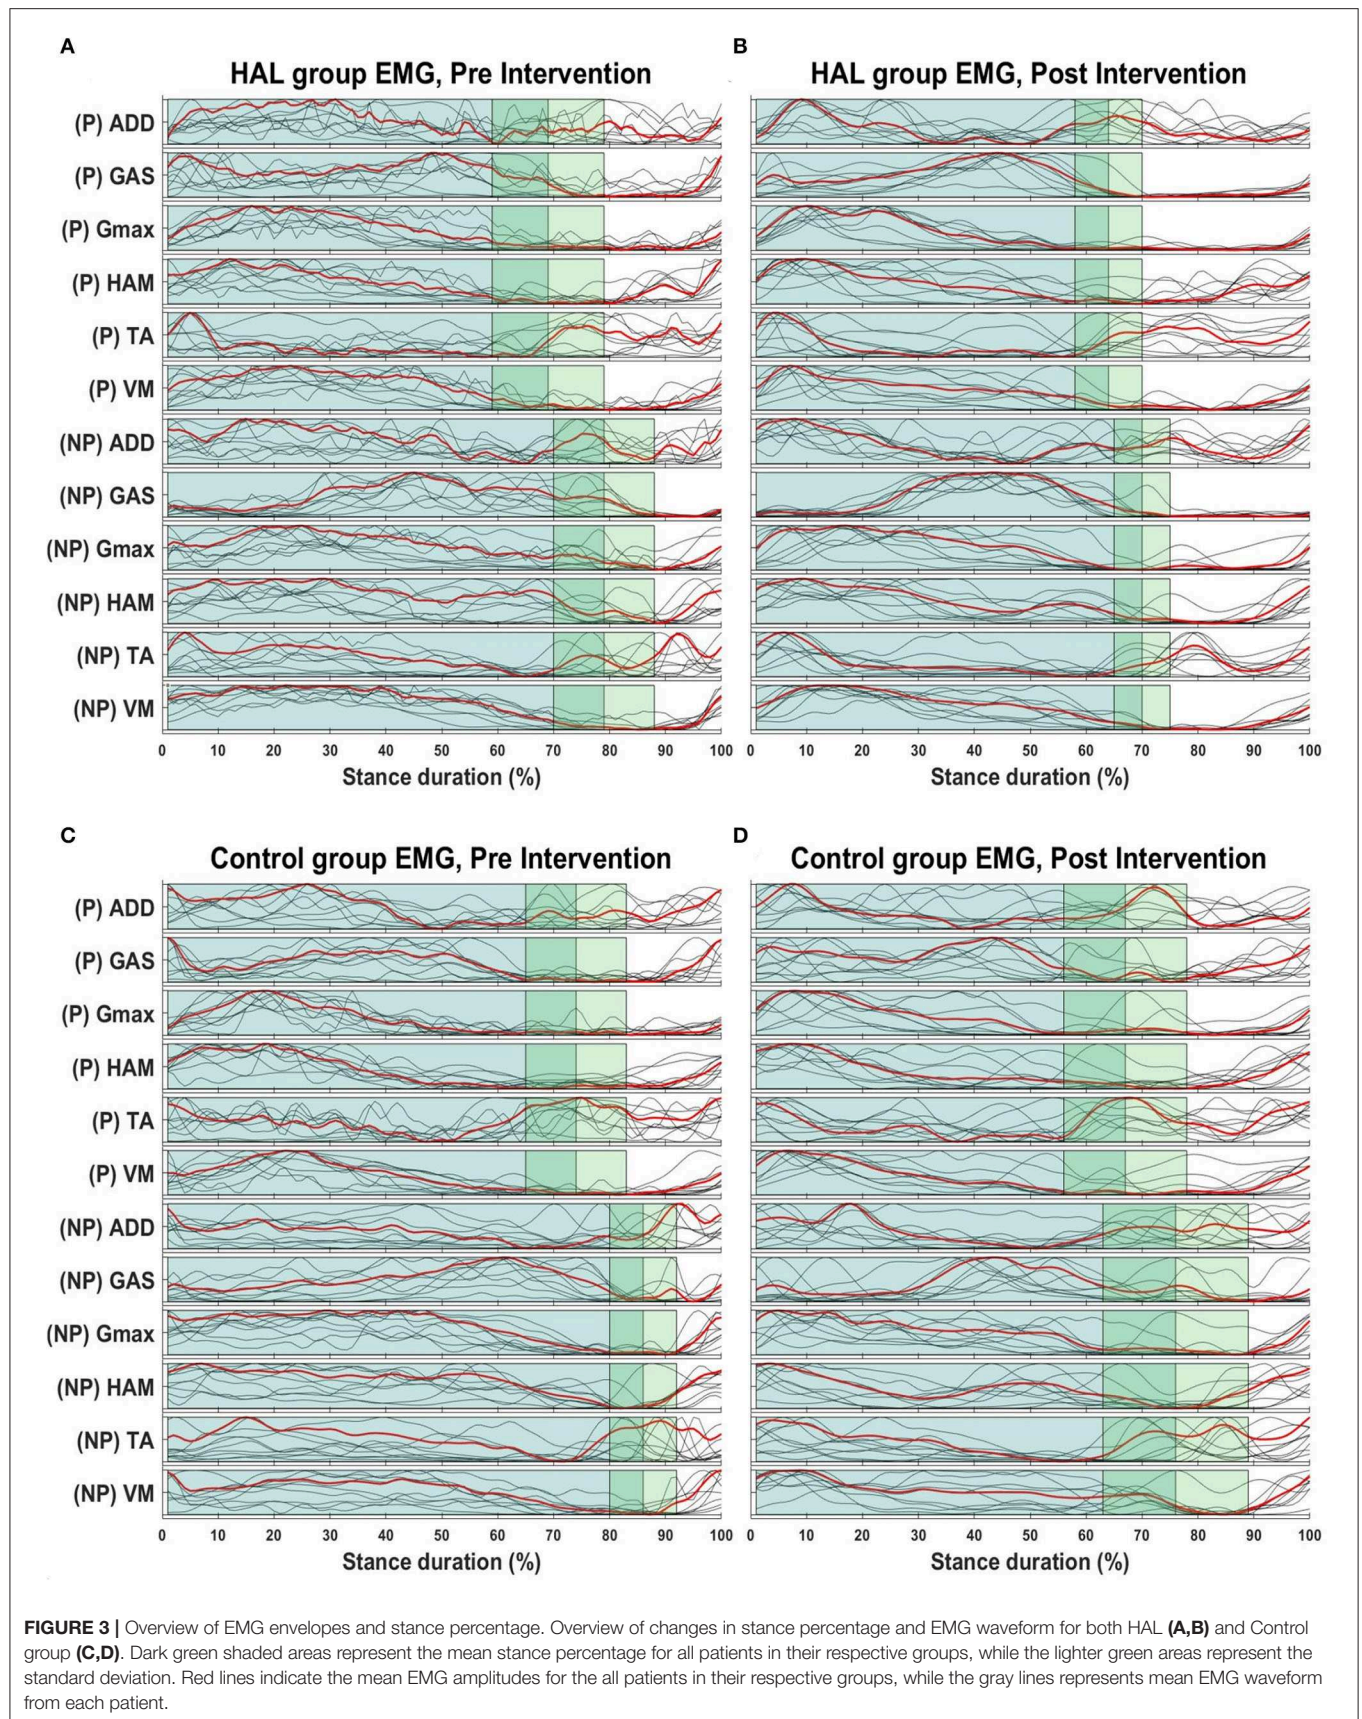 A
HAL group EMG, Pre Intervention
(P) ADD
(P) GAS
(P) Gmax
(P) HAM
(P) TA
(P) VM
(NP) ADD
(NP) GAS
(NP) Gmax
(NP) HAM
(NP) TA
(NP) VM
0 10 20 30 40 50 60 70 80 90 100
Stance duration (%)
B
HAL group EMG, Post Intervention
0 10 20 30 40 50 60 70 80 90 100
Stance duration (%)
C
Control group EMG, Pre Intervention
(P) ADD
(P) GAS
(P) Gmax
(P) HAM
(P) TA
(P) VM
(NP) ADD
(NP) GAS
(NP) Gmax
(NP) HAM
(NP) TA
(NP) VM
0 10 20 30 40 50 60 70 80 90 100
Stance duration (%)
D
Control group EMG, Post Intervention
0 10 20 30 40 50 60 70 80 90 100
Stance duration (%)
FIGURE 3 | Overview of EMG envelopes and stance percentage. Overview of changes in stance percentage and EMG waveform for both HAL (A,B) and Control
group (C,D). Dark green shaded areas represent the mean stance percentage for all patients in their respective groups, while the lighter green areas represent the
standard deviation. Red lines indicate the mean EMG amplitudes for the all patients in their respective groups, while the gray lines represents mean EMG waveform
from each patient.